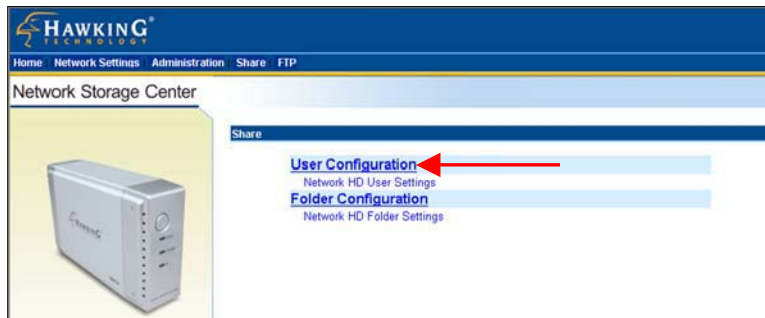 HAWKING
TECHNOLOGY
Home Network Settings Administration Share FTP
Network Storage Center
Share
User Configuration
Network HD User Settings
Folder Configuration
Network HD Folder Settings
HAWKING